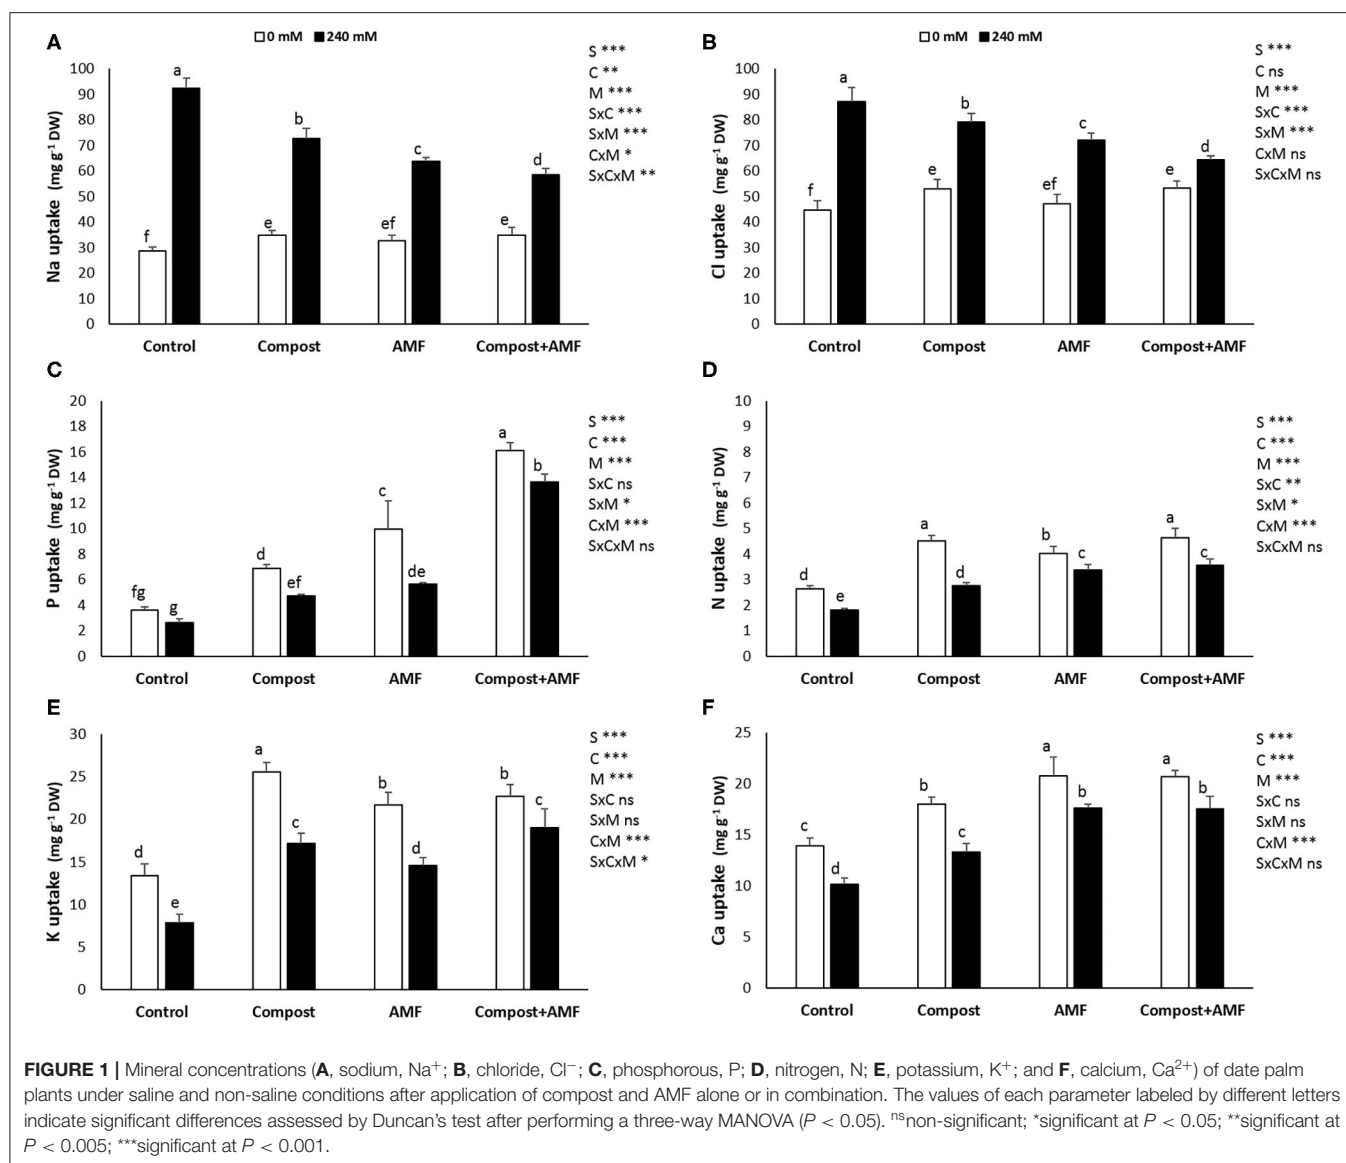 A
0 mM 240 mM
S ***
C **
M ***
SxC ***
SxM ***
CxM *
SxCxM **
Na uptake (mg g-1 DW)
100
90
80
70
60
50
40
30
20
10
0
f a
e b
ef c
e d
Control Compost AMF Compost+AMF
B
0 mM 240 mM
S ***
C ns
M ***
SxC ***
SxM ***
CxM ns
SxCxM ns
Cl uptake (mg g-1 DW)
100
90
80
70
60
50
40
30
20
10
0
f a
e b
ef c
e d
Control Compost AMF Compost+AMF
C
S ***
C ***
M ***
SxC ns
SxM *
CxM ***
SxCxM ns
P uptake (mg g-1 DW)
20
18
16
14
12
10
8
6
4
2
0
fg g
d ef
c de
a b
Control Compost AMF Compost+AMF
D
S ***
C ***
M ***
SxC **
SxM *
CxM ***
SxCxM ns
N uptake (mg g-1 DW)
10
9
8
7
6
5
4
3
2
1
0
d e
a d
b c
a c
Control Compost AMF Compost+AMF
E
S ***
C ***
M ***
SxC ns
SxM ns
CxM ***
SxCxM *
K uptake (mg g-1 DW)
30
25
20
15
10
5
0
d e
a c
b d
b c
Control Compost AMF Compost+AMF
F
S ***
C ***
M ***
SxC ns
SxM ns
CxM ***
SxCxM ns
Ca uptake (mg g-1 DW)
25
20
15
10
5
0
c d
b c
a b
a b
Control Compost AMF Compost+AMF
FIGURE 1 | Mineral concentrations (A, sodium, Na+; B, chloride, Cl−; C, phosphorous, P; D, nitrogen, N; E, potassium, K+; and F, calcium, Ca2+) of date palm
plants under saline and non-saline conditions after application of compost and AMF alone or in combination. The values of each parameter labeled by different letters
indicate significant differences assessed by Duncan's test after performing a three-way MANOVA (P < 0.05). nsnon-significant; *significant at P < 0.05; **significant at
P < 0.005; ***significant at P < 0.001.